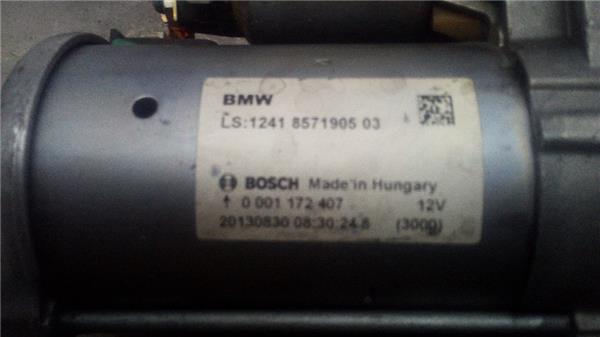 BMW
LS:1241 8571905 03
BOSCH Made in Hungary
↑ 0 001 172 407 12V
20130830 08:30 24.8 (3000)